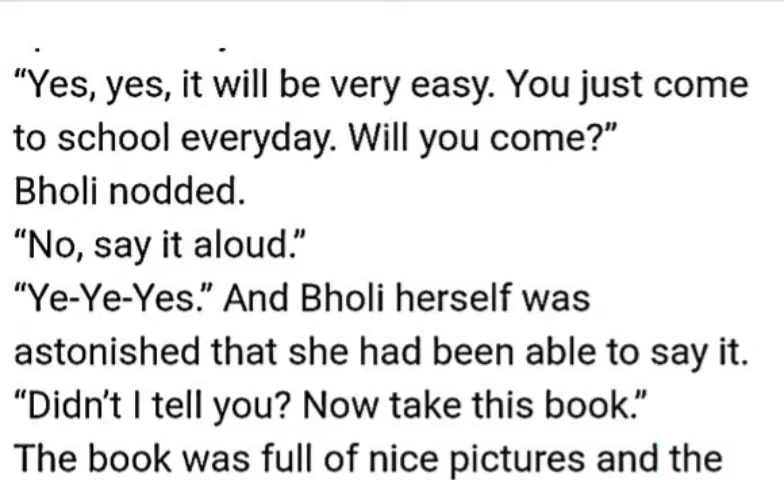 “Yes, yes, it will be very easy. You just come
to school everyday. Will you come?”
Bholi nodded.
“No, say it aloud.”
“Ye-Ye-Yes.” And Bholi herself was
astonished that she had been able to say it.
“Didn’t I tell you? Now take this book.”
The book was full of nice pictures and the